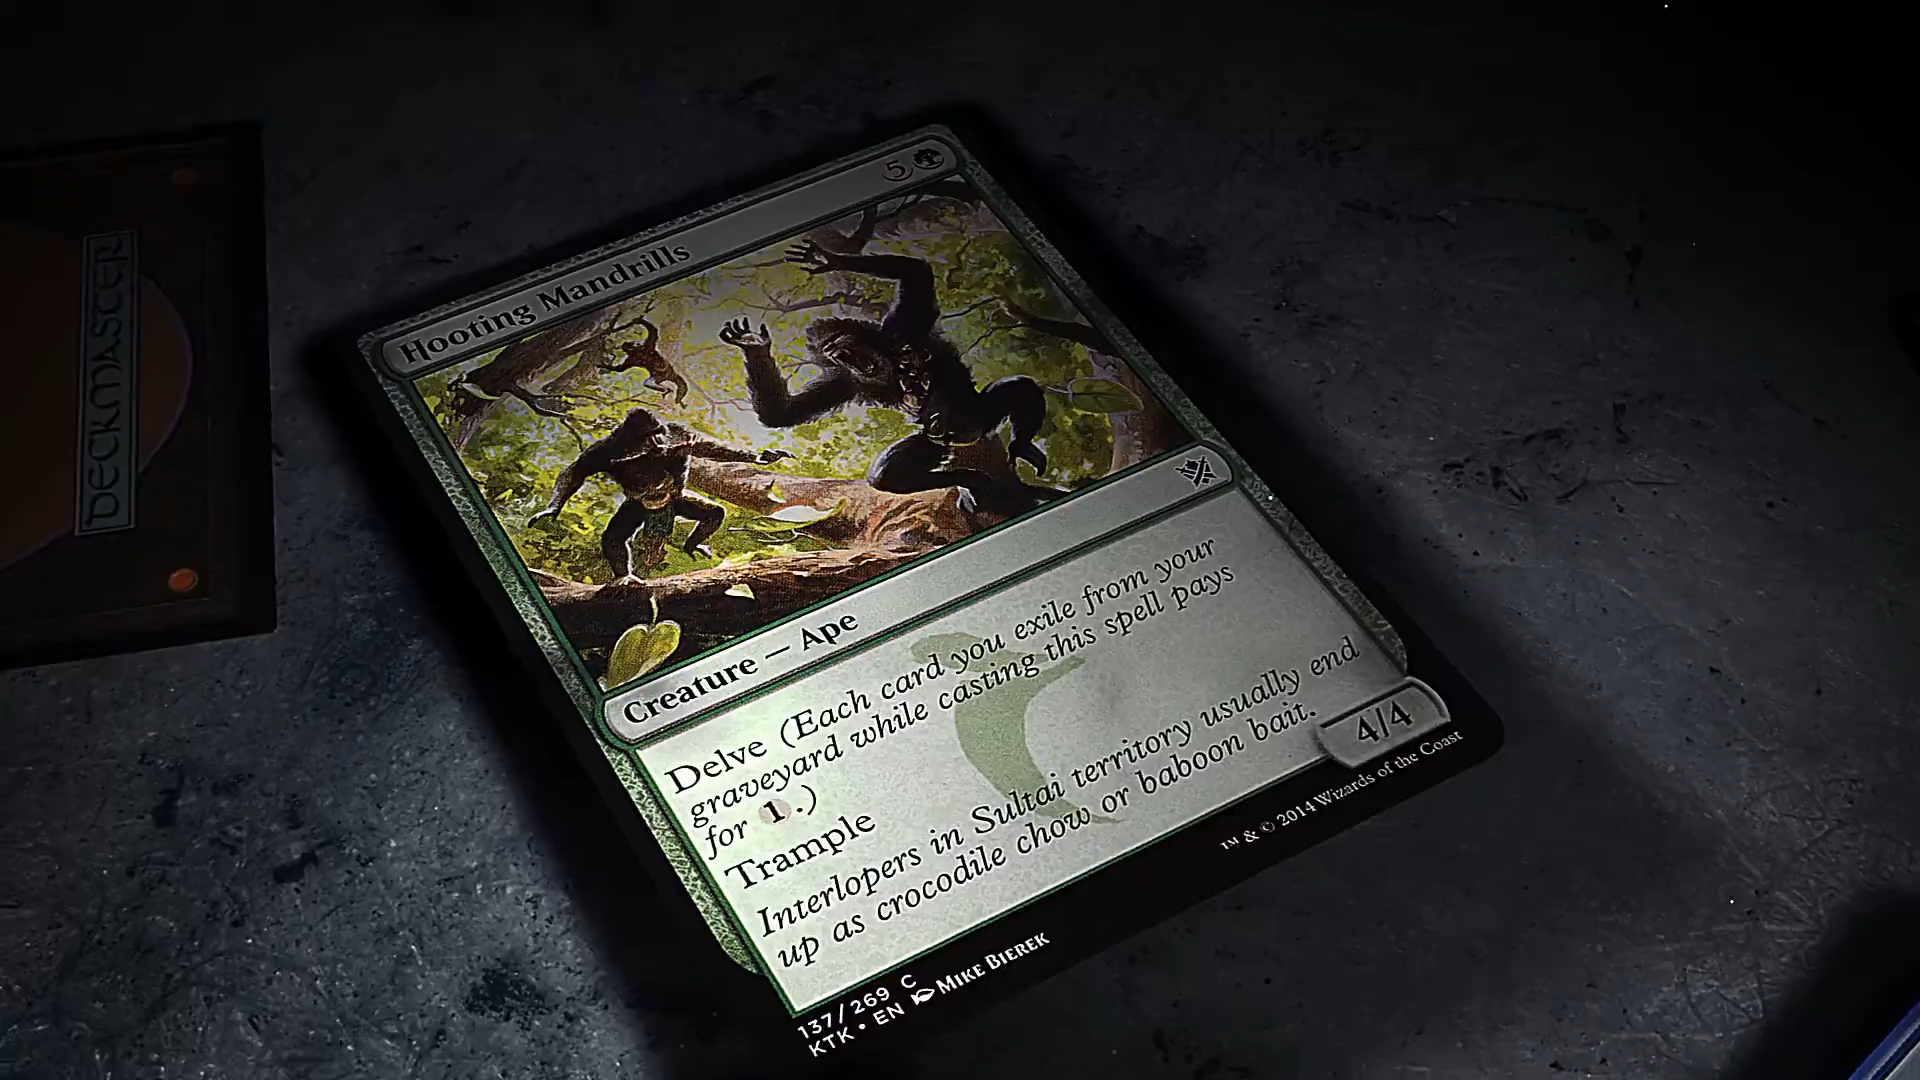 DECKMASTER
Hooting Mandrills
5
Creature — Ape
Delve (Each card you exile from your
graveyard while casting this spell pays
for 1.)
Trample
Interlopers in Sultai territory usually end
up as crocodile chow or baboon bait.
4/4
137/269 C
KTK • EN MIKE BIEREK
™ & © 2014 Wizards of the Coast